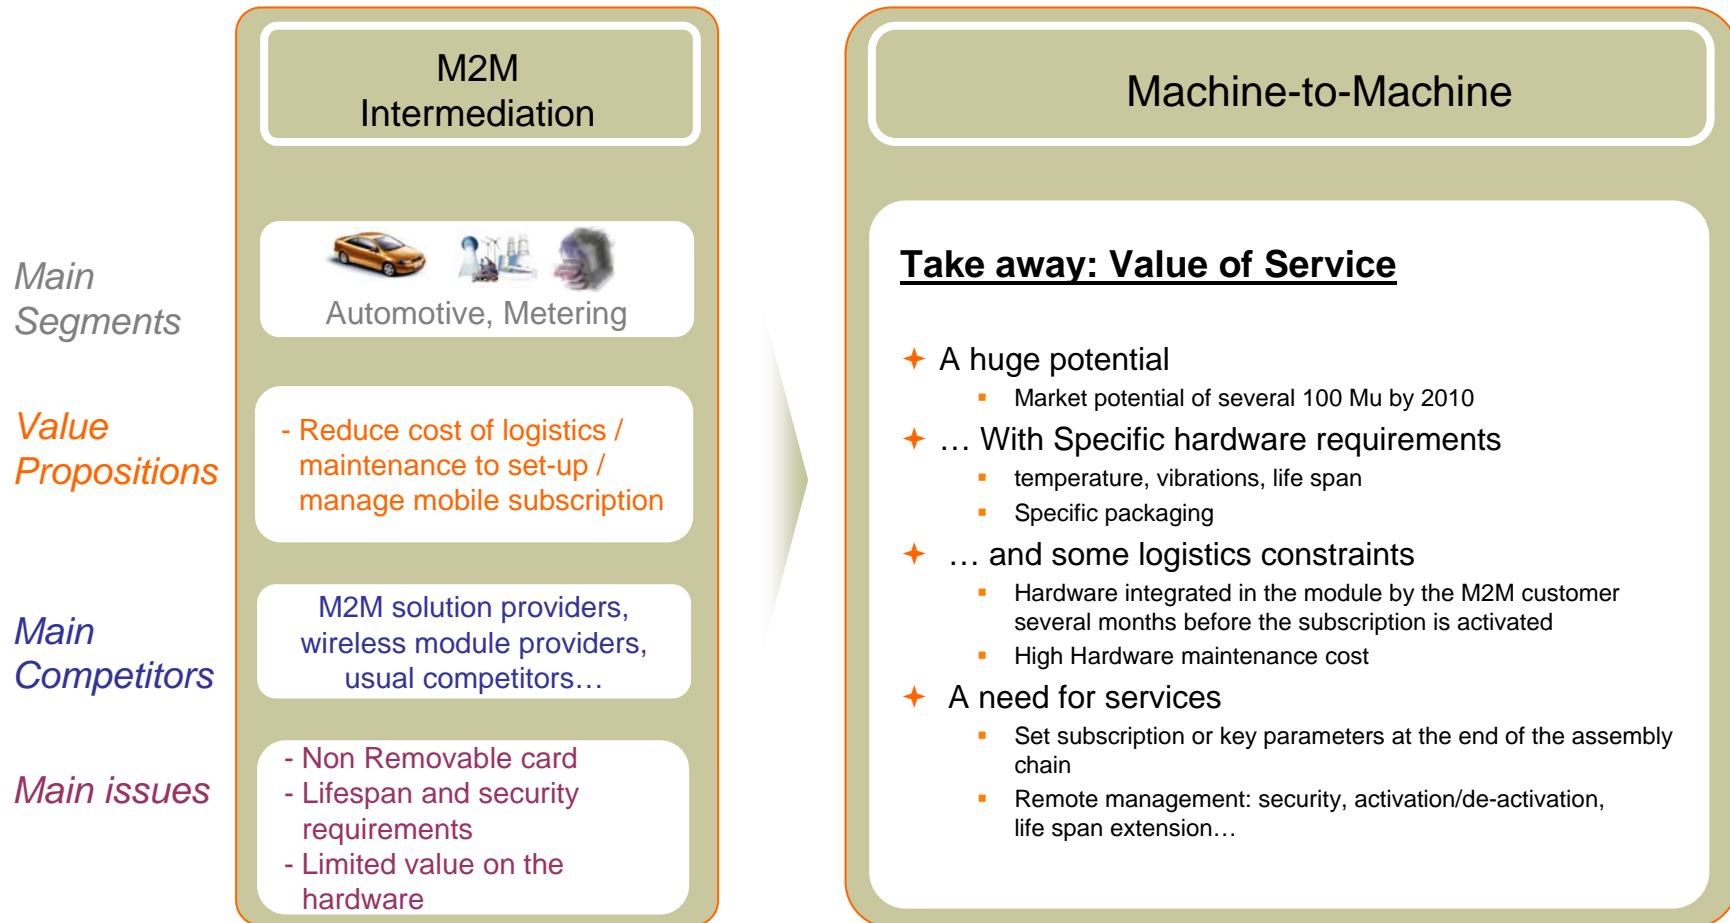 M2M
Intermediation
Main
Segments
Automotive, Metering
Value
Propositions
- Reduce cost of logistics /
maintenance to set-up /
manage mobile subscription
Main
Competitors
M2M solution providers,
wireless module providers,
usual competitors…
Main issues
- Non Removable card
- Lifespan and security
requirements
- Limited value on the
hardware
Machine-to-Machine
Take away: Value of Service
A huge potential
Market potential of several 100 Mu by 2010
… With Specific hardware requirements
temperature, vibrations, life span
Specific packaging
… and some logistics constraints
Hardware integrated in the module by the M2M customer
several months before the subscription is activated
High Hardware maintenance cost
A need for services
Set subscription or key parameters at the end of the assembly
chain
Remote management: security, activation/de-activation,
life span extension…